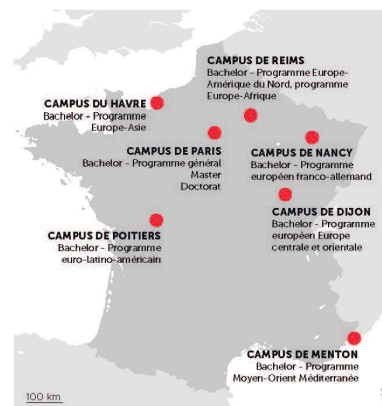 CAMPUS DE REIMS
Bachelor - Programme Europe-
Amérique du Nord, programme
Europe-Afrique
CAMPUS DU HAVRE
Bachelor - Programme
Europe-Asie
CAMPUS DE PARIS
Bachelor - Programme général
Master
Doctorat
CAMPUS DE NANCY
Bachelor - Programme
européen franco-allemand
CAMPUS DE DIJON
Bachelor - Programme
européen Europe
centrale et orientale
CAMPUS DE POITIERS
Bachelor - Programme
euro-latino-américain
CAMPUS DE MENTON
Bachelor - Programme
Moyen-Orient Méditerranée
100 km